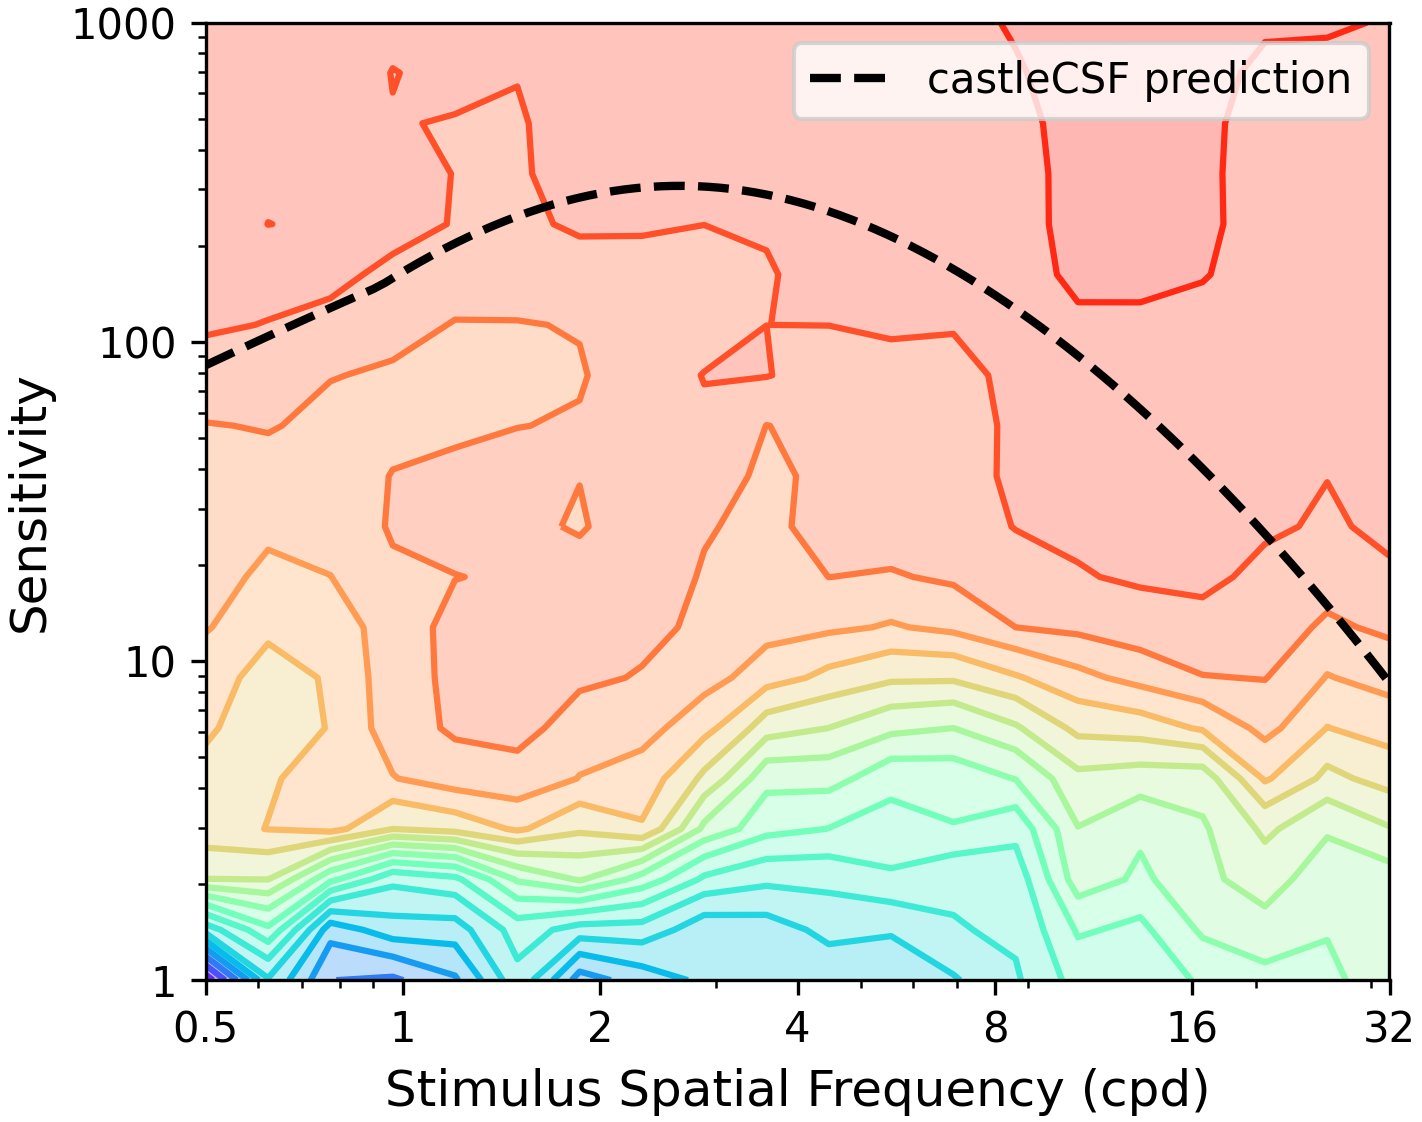 1000
100
10
1
Sensitivity
castleCSF prediction
0.5 1 2 4 8 16 32
Stimulus Spatial Frequency (cpd)